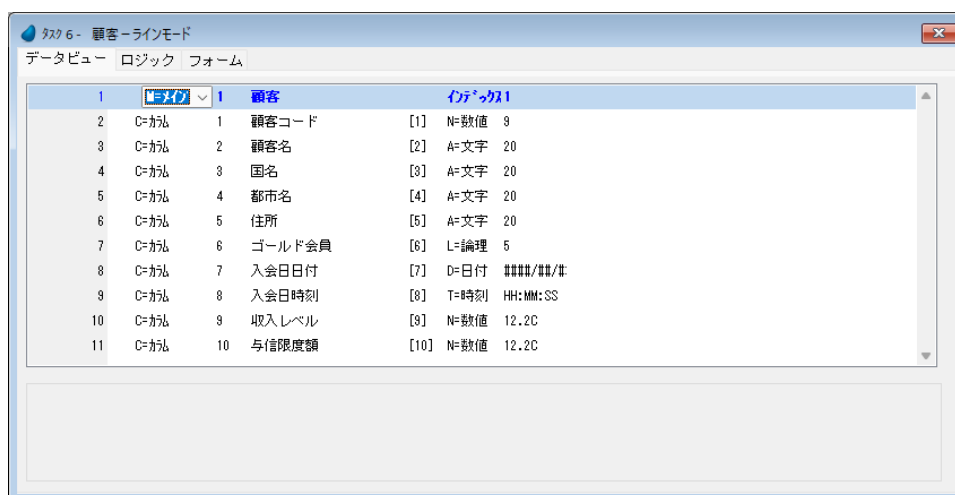 ﾀｽｸ 6 - 顧客－ラインモード
データビュー ロジック フォーム
1 M=ﾒｲﾝ 1 顧客 ｲﾝﾃﾞｯｸｽ1
2 C=ｶﾗﾑ 1 顧客コード [1] N=数値 9
3 C=ｶﾗﾑ 2 顧客名 [2] A=文字 20
4 C=ｶﾗﾑ 3 国名 [3] A=文字 20
5 C=ｶﾗﾑ 4 都市名 [4] A=文字 20
6 C=ｶﾗﾑ 5 住所 [5] A=文字 20
7 C=ｶﾗﾑ 6 ゴールド会員 [6] L=論理 5
8 C=ｶﾗﾑ 7 入会日日付 [7] D=日付 ####/##/#
9 C=ｶﾗﾑ 8 入会日時刻 [8] T=時刻 HH:MM:SS
10 C=ｶﾗﾑ 9 収入レベル [9] N=数値 12.2C
11 C=ｶﾗﾑ 10 与信限度額 [10] N=数値 12.2C